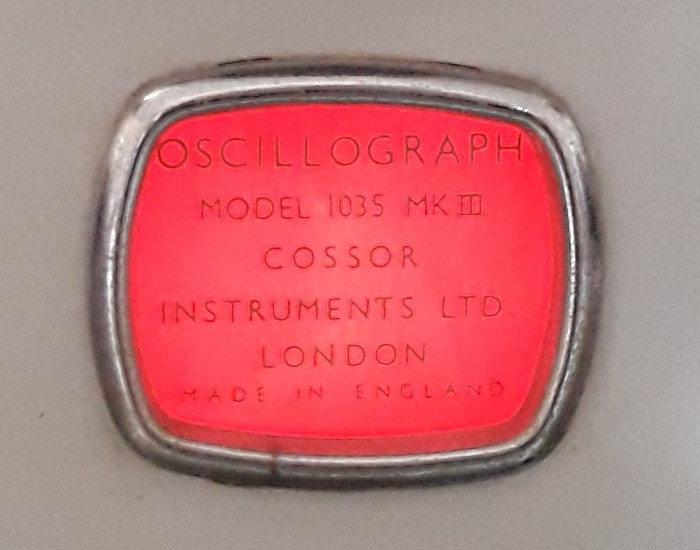 OSCILLOGRAPH
MODEL 1035 MK III
COSSOR
INSTRUMENTS LTD
LONDON
MADE IN ENGLAND